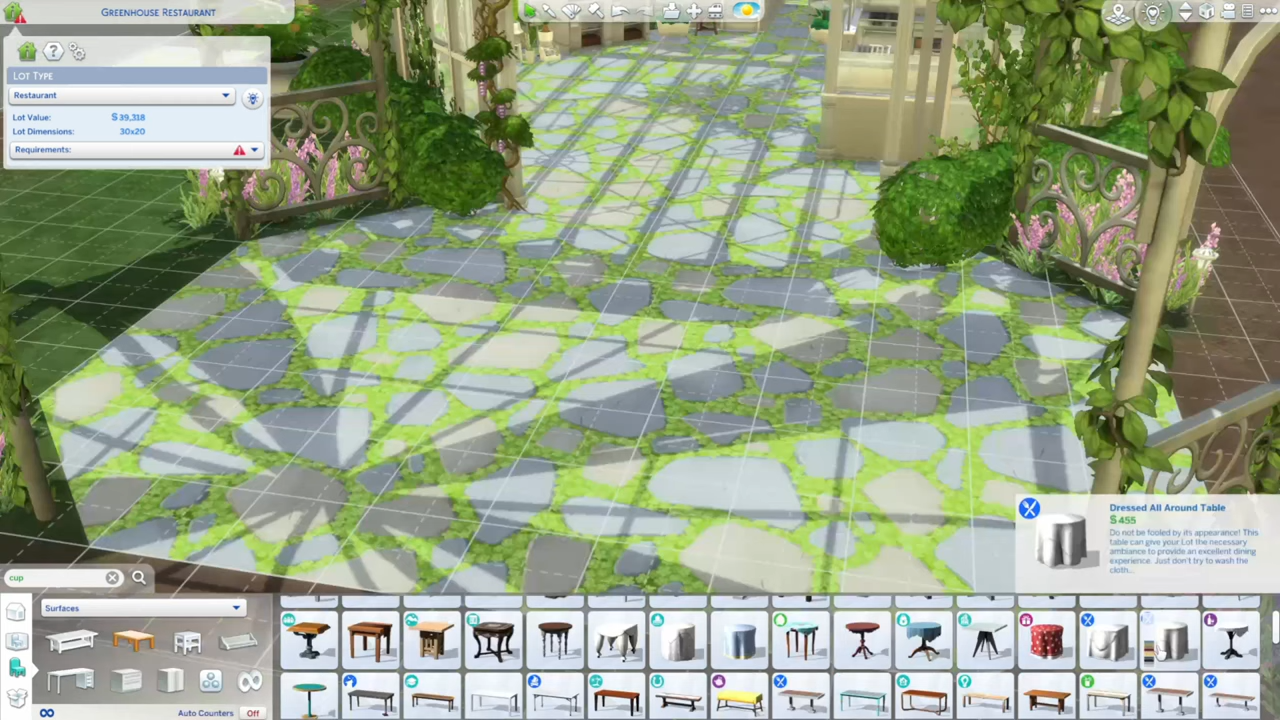 GREENHOUSE RESTAURANT
LOT TYPE
Restaurant
Lot Value: $39,318
Lot Dimensions: 30x20
Requirements:
Dressed All Around Table
$455
Do not be fooled by its appearance! This
table can give your Lot the necessary
ambiance to provide an excellent dining
experience. Just don't try to wash the
cloth...
cup
Surfaces
Auto Counters Off